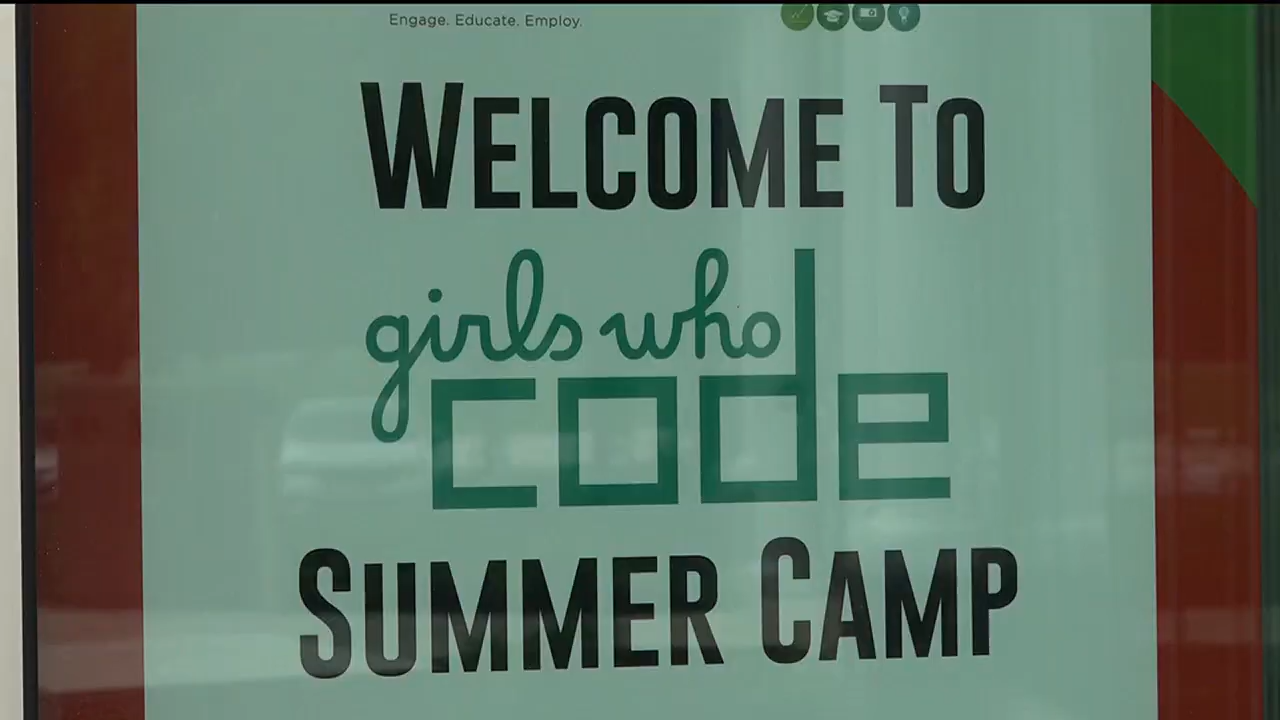 Engage. Educate. Employ.
WELCOME TO
girls who
code
SUMMER CAMP